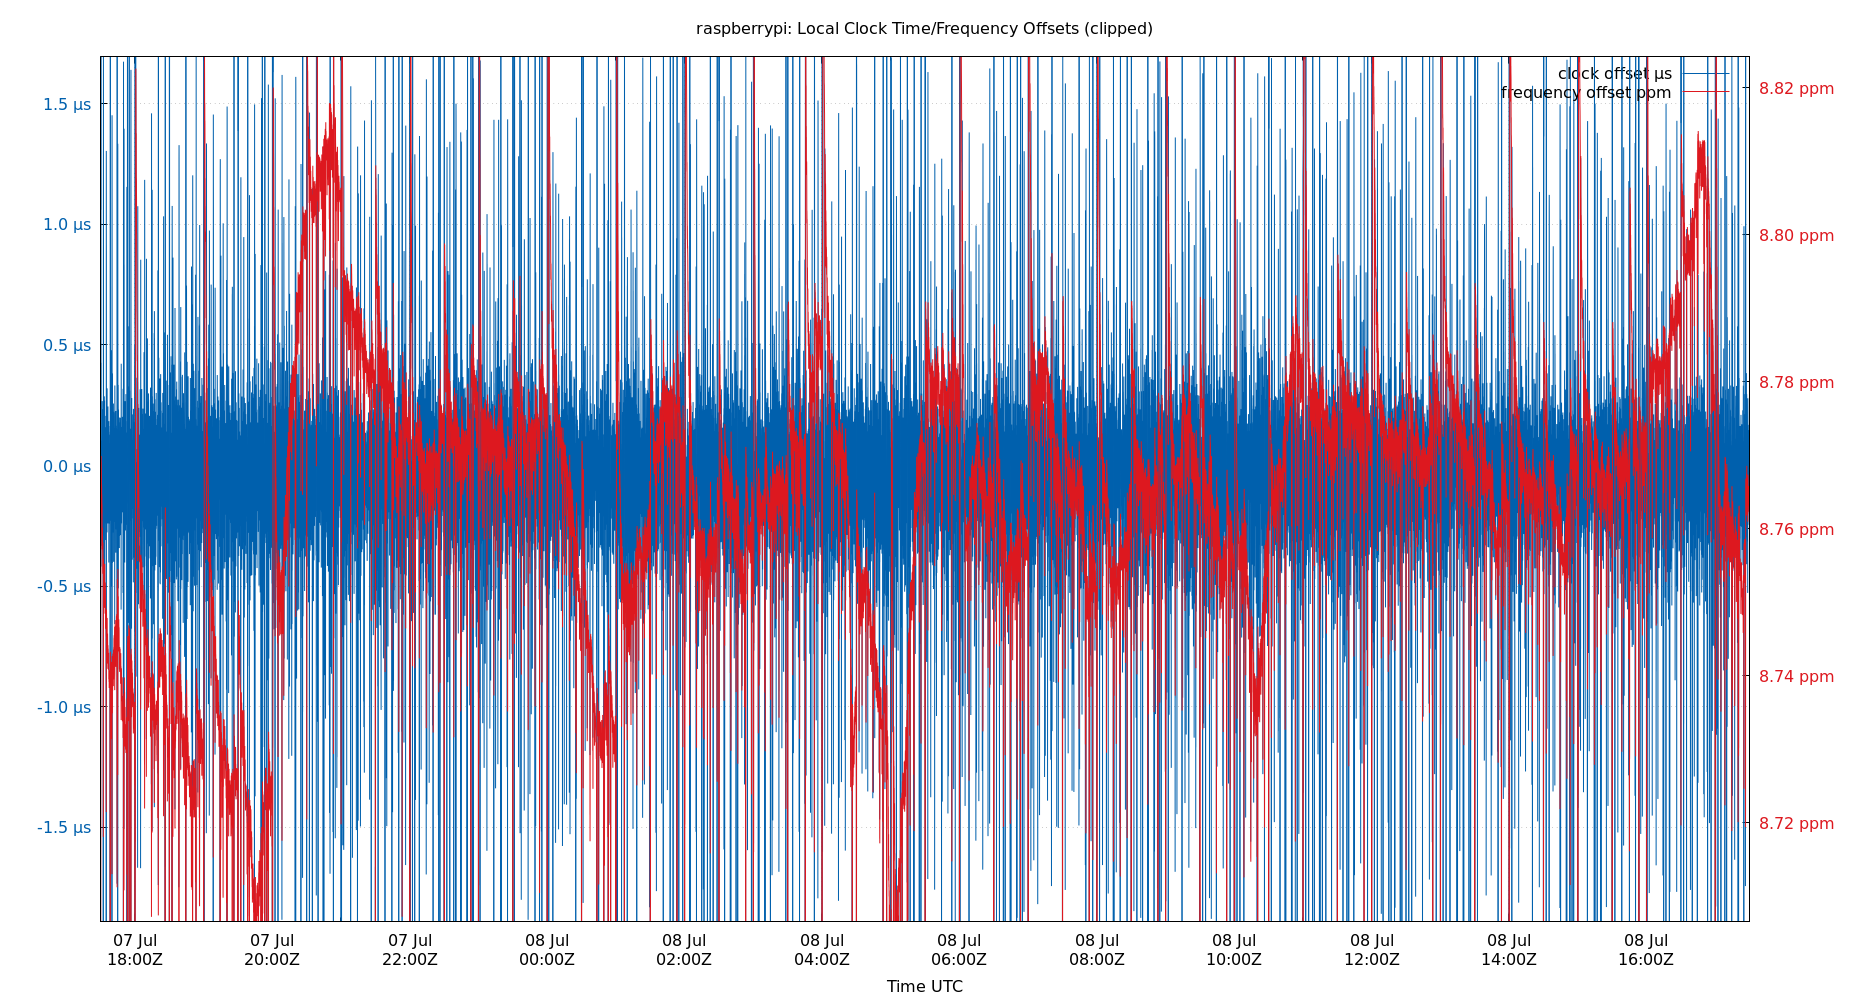 raspberrypi: Local Clock Time/Frequency Offsets (clipped)
clock offset µs
frequency offset ppm
1.5 µs
1.0 µs
0.5 µs
0.0 µs
-0.5 µs
-1.0 µs
-1.5 µs
8.82 ppm
8.80 ppm
8.78 ppm
8.76 ppm
8.74 ppm
8.72 ppm
07 Jul 07 Jul 07 Jul 08 Jul 08 Jul 08 Jul 08 Jul 08 Jul 08 Jul 08 Jul 08 Jul 08 Jul
18:00Z 20:00Z 22:00Z 00:00Z 02:00Z 04:00Z 06:00Z 08:00Z 10:00Z 12:00Z 14:00Z 16:00Z
Time UTC